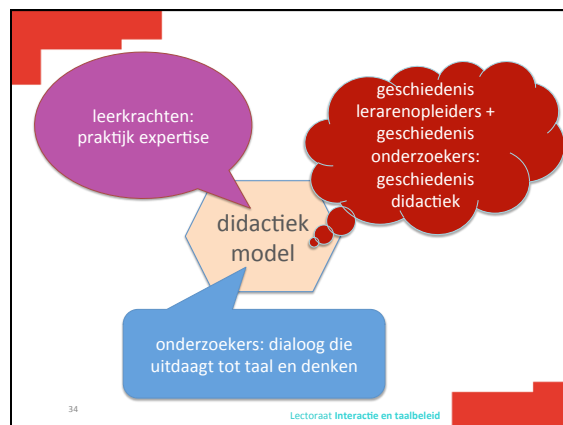 leerkrachten:
praktijk expertise
geschiedenis
lerarenopleiders +
geschiedenis
onderzoekers:
geschiedenis
didactiek
didactiek
model
onderzoekers: dialoog die
uitdaagt tot taal en denken
34
Lectoraat Interactie en taalbeleid